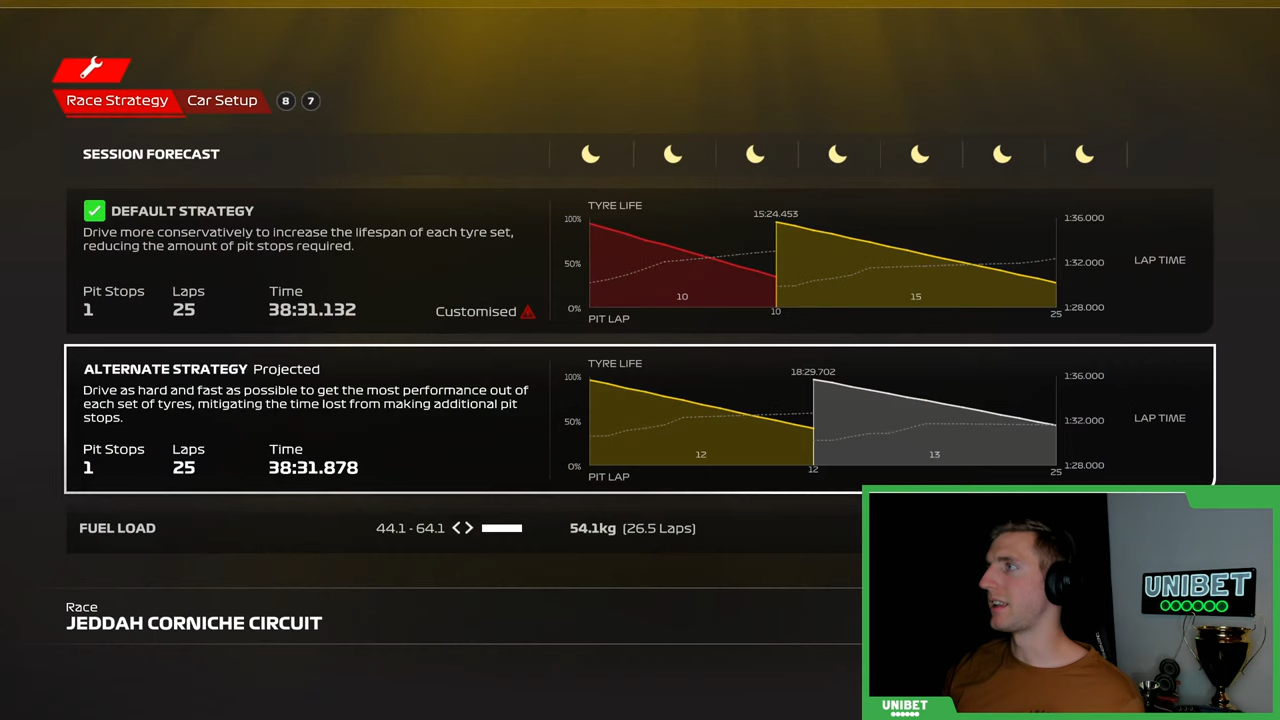 Race Strategy
Car Setup
8
7
SESSION FORECAST
DEFAULT STRATEGY
Drive more conservatively to increase the lifespan of each tyre set,
reducing the amount of pit stops required.
Pit Stops Laps Time
1 25 38:31.132
Customised
TYRE LIFE
100%
50%
0%
15:24.453
10
15
PIT LAP
10
25
1:36.000
1:32.000
1:28.000
LAP TIME
ALTERNATE STRATEGY Projected
Drive as hard and fast as possible to get the most performance out of
each set of tyres, mitigating the time lost from making additional pit
stops.
Pit Stops Laps Time
1 25 38:31.878
TYRE LIFE
100%
50%
0%
18:29.702
12
13
PIT LAP
12
25
1:36.000
1:32.000
1:28.000
LAP TIME
FUEL LOAD 44.1 - 64.1 54.1kg (26.5 Laps)
Race
JEDDAH CORNICHE CIRCUIT
UNIBET
UNIBET